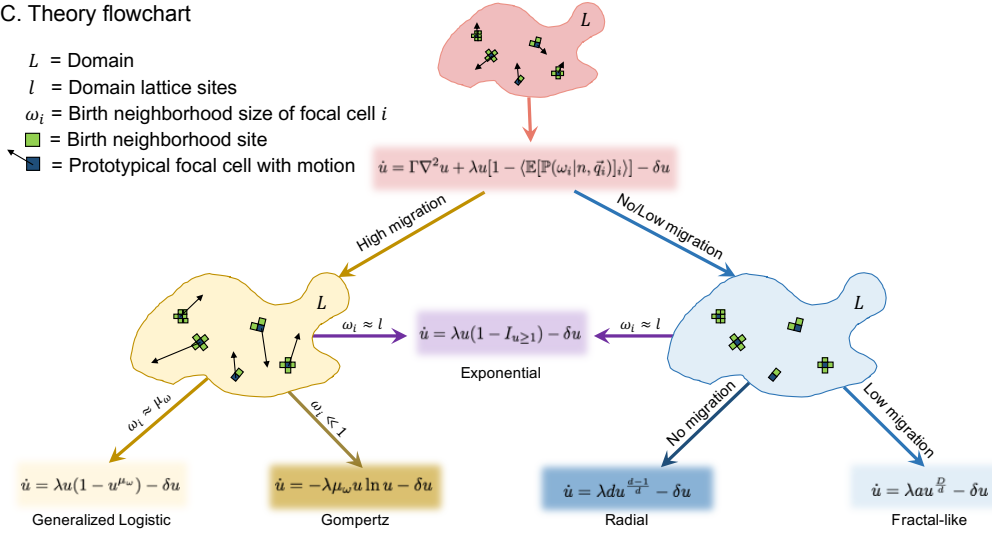 C. Theory flowchart
L = Domain
l = Domain lattice sites
ωᵢ = Birth neighborhood size of focal cell i
= Birth neighborhood site
= Prototypical focal cell with motion
L
u̇ = Γ∇²u + λu[1 − ⟨𝔼[ℙ(ωᵢ|n, q⃗ᵢ)]ᵢ⟩] − δu
High migration
No/Low migration
L
L
ωᵢ ≈ l
u̇ = λu(1 − I_{u≥1}) − δu
ωᵢ ≈ l
Exponential
ωᵢ ≈ μ_ω
ωᵢ ≪ 1
No migration
Low migration
u̇ = λu(1 − u^{μ_ω}) − δu
u̇ = −λμ_ω u ln u − δu
u̇ = λdu^{(d−1)/d} − δu
u̇ = λau^{D/d} − δu
Generalized Logistic
Gompertz
Radial
Fractal-like